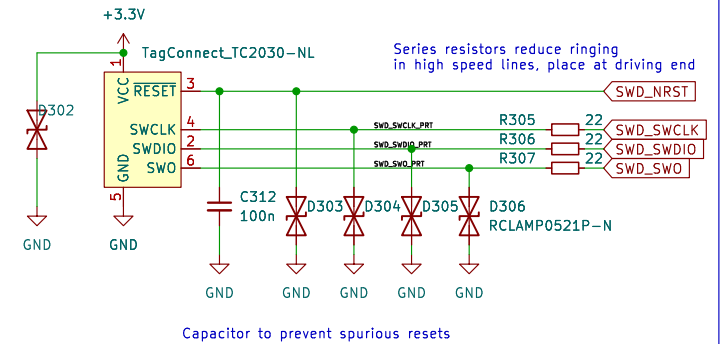 +3.3V
TagConnect_TC2030-NL
Series resistors reduce ringing
in high speed lines, place at driving end
1
VCC
RESET 3
SWD_NRST
D302
SWCLK 4
SWD_SWCLK_PRT
R305 22
SWD_SWCLK
SWDIO 2
SWD_SWDIO_PRT
R306 22
SWD_SWDIO
GND
SWO 6
SWD_SWO_PRT
R307 22
SWD_SWO
5
C312
100n
D303
D304
D305
D306
RCLAMP0521P-N
GND
GND
GND
GND
GND
GND
GND
Capacitor to prevent spurious resets